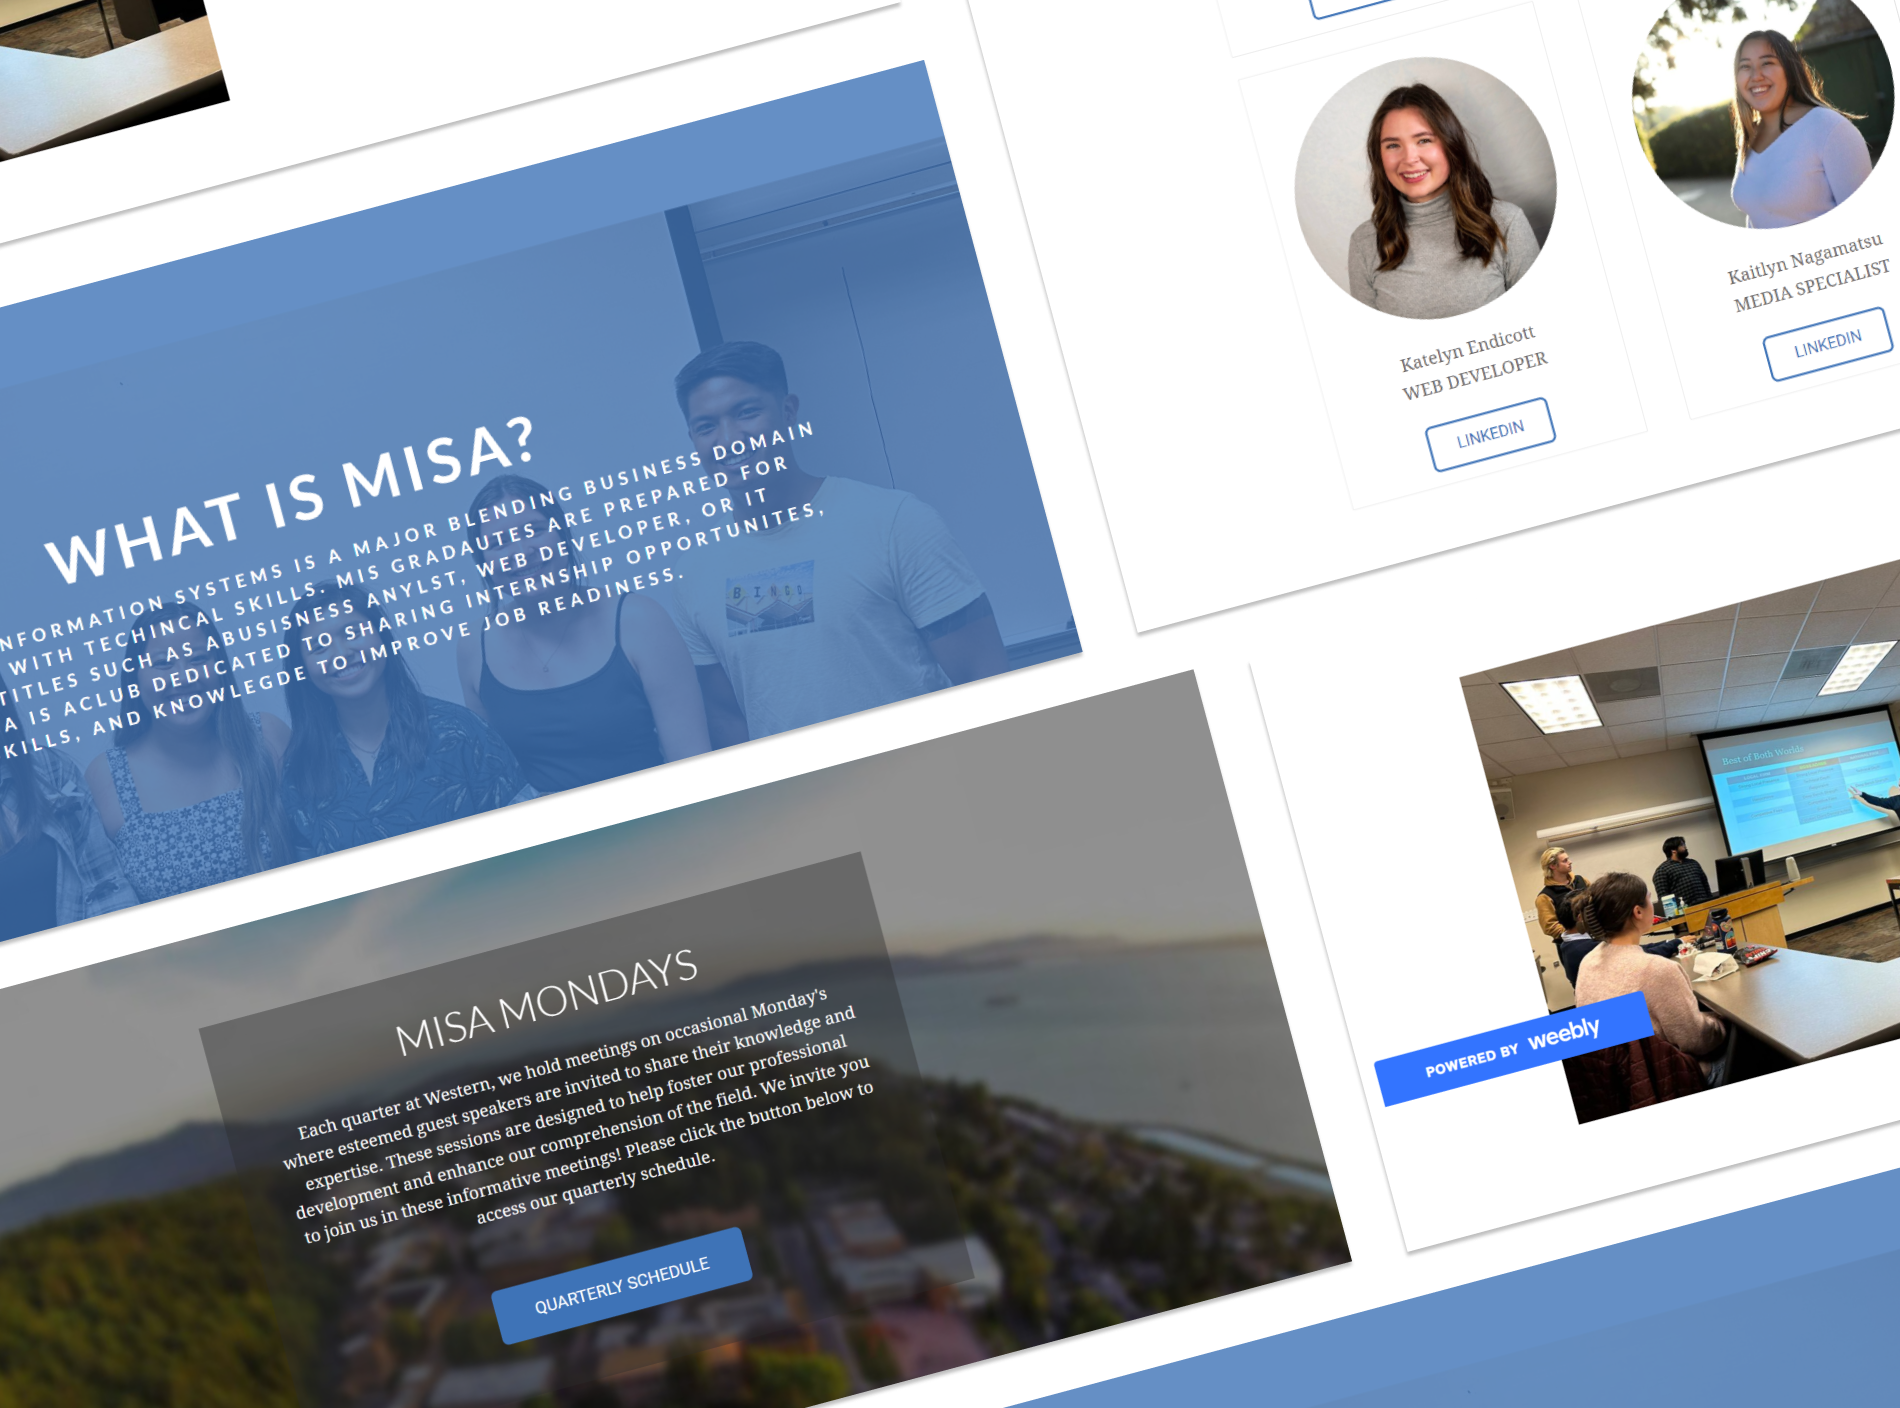 WHAT IS MISA?
NFORMATION SYSTEMS IS A MAJOR BLENDING BUSINESS DOMAIN
WITH TECHINCAL SKILLS. MIS GRADAUTES ARE PREPARED FOR
TITLES SUCH AS ABUSISNESS ANYLST, WEB DEVELOPER, OR IT
A IS ACLUB DEDICATED TO SHARING INTERNSHIP OPPORTUNITES,
KILLS, AND KNOWLEGDE TO IMPROVE JOB READINESS.
BINGO
Katelyn Endicott
WEB DEVELOPER
LINKEDIN
Kaitlyn Nagamatsu
MEDIA SPECIALIST
LINKEDIN
MISA MONDAYS
Each quarter at Western, we hold meetings on occasional Monday's
where esteemed guest speakers are invited to share their knowledge and
expertise. These sessions are designed to help foster our professional
development and enhance our comprehension of the field. We invite you
to join us in these informative meetings! Please click the button below to
access our quarterly schedule.
QUARTERLY SCHEDULE
Best of Both Worlds
POWERED BY weebly